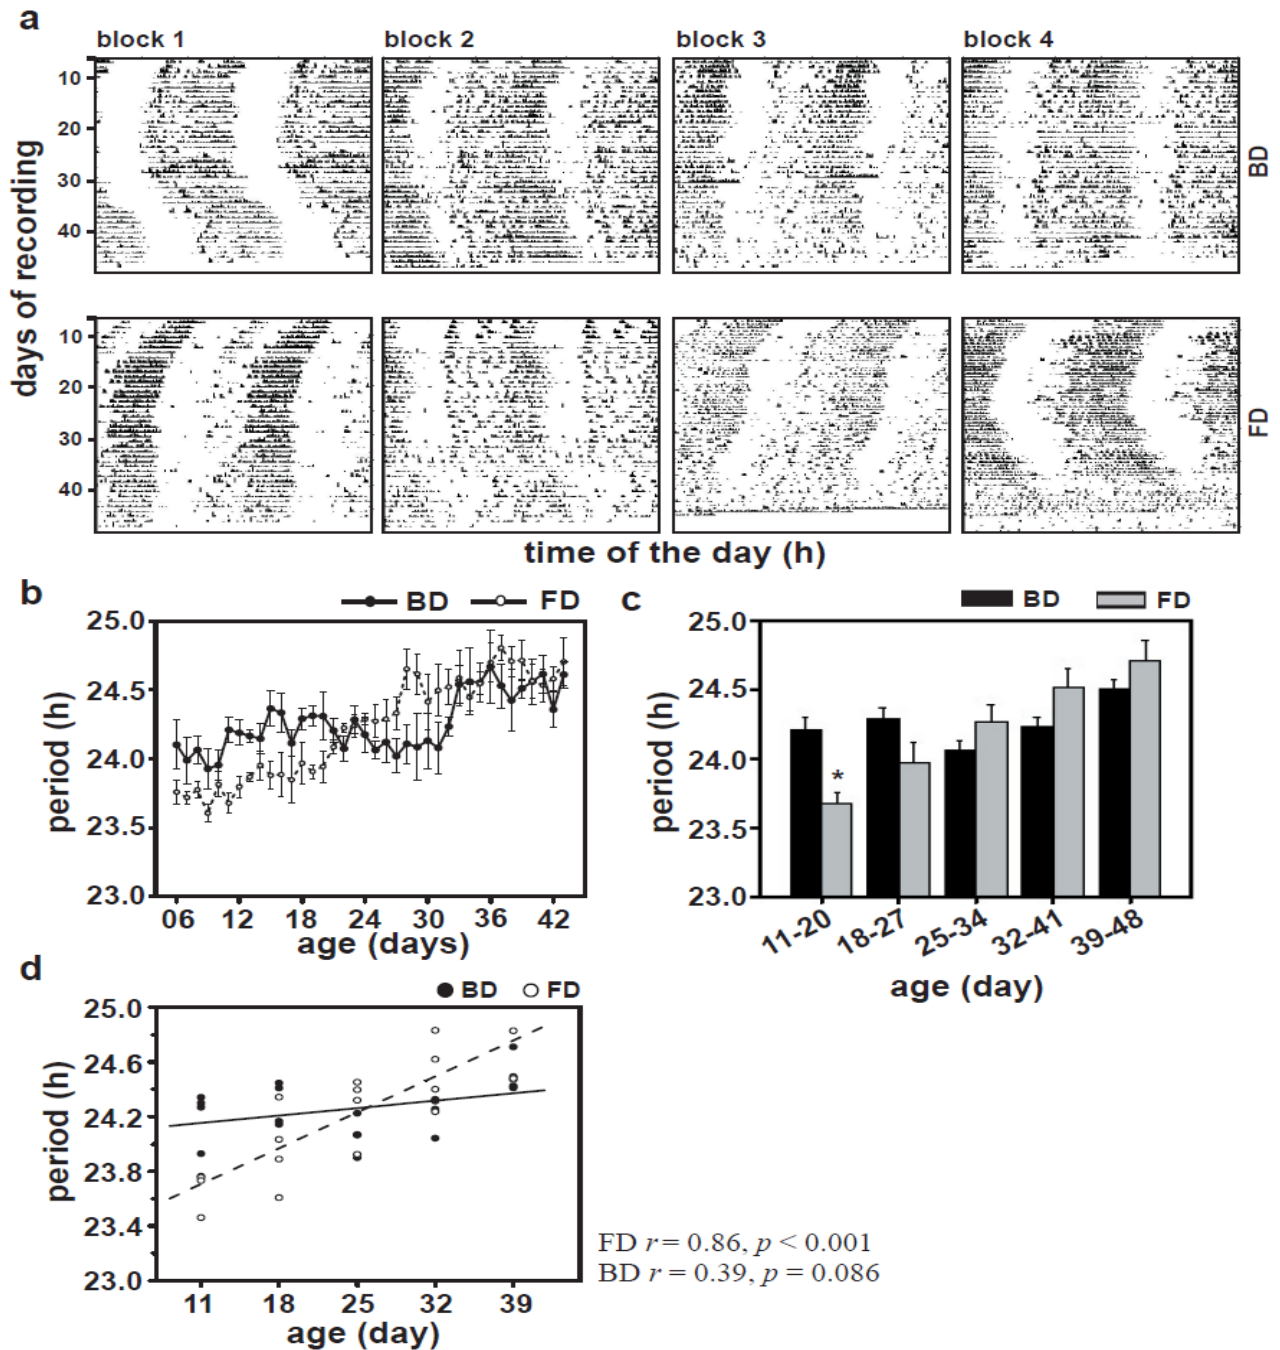 a
block 1 block 2 block 3 block 4
10
20
30
40
BD
10
20
30
40
FD
days of recording
time of the day (h)
b
BD FD
25.0
24.5
24.0
23.5
23.0
period (h)
06 12 18 24 30 36 42
age (days)
c
BD FD
25.0
24.5
24.0
23.5
23.0
period (h)
*
11-20 18-27 25-34 32-41 39-48
age (day)
d
BD FD
25.0
24.6
24.2
23.8
23.4
23.0
period (h)
11 18 25 32 39
age (day)
FD r = 0.86, p < 0.001
BD r = 0.39, p = 0.086